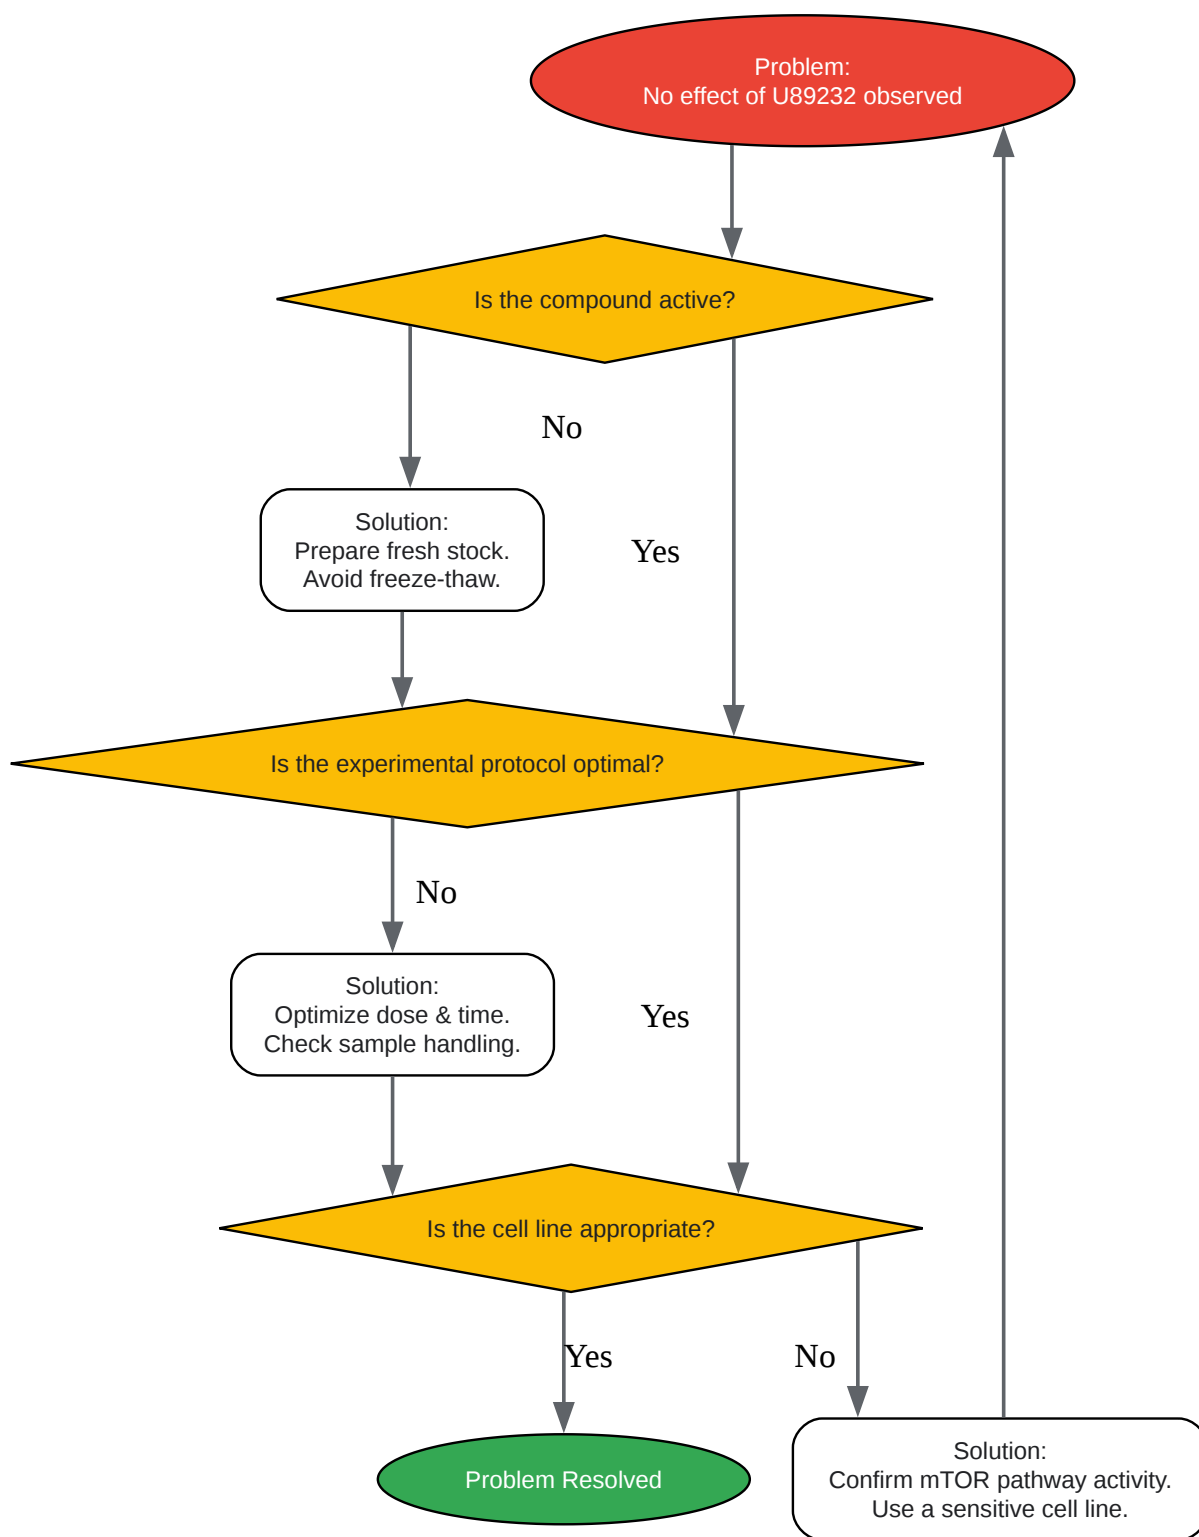 Problem:
No effect of U89232 observed
Is the compound active?
No
Solution:
Prepare fresh stock.
Avoid freeze-thaw.
Yes
Is the experimental protocol optimal?
No
Solution:
Optimize dose & time.
Check sample handling.
Yes
Is the cell line appropriate?
Yes
No
Problem Resolved
Solution:
Confirm mTOR pathway activity.
Use a sensitive cell line.